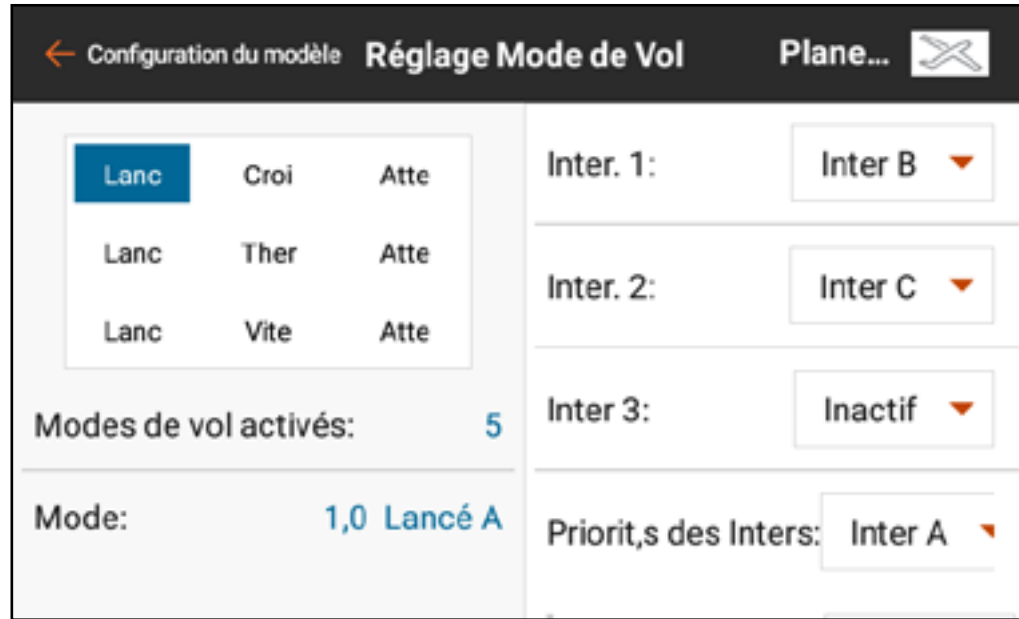 ← Configuration du modèle Réglage Mode de Vol Plane...
Lanc Croi Atte
Lanc Ther Atte
Lanc Vite Atte
Modes de vol activés: 5
Mode: 1,0 Lancé A
Inter. 1: Inter B
Inter. 2: Inter C
Inter 3: Inactif
Priorit,s des Inters: Inter A